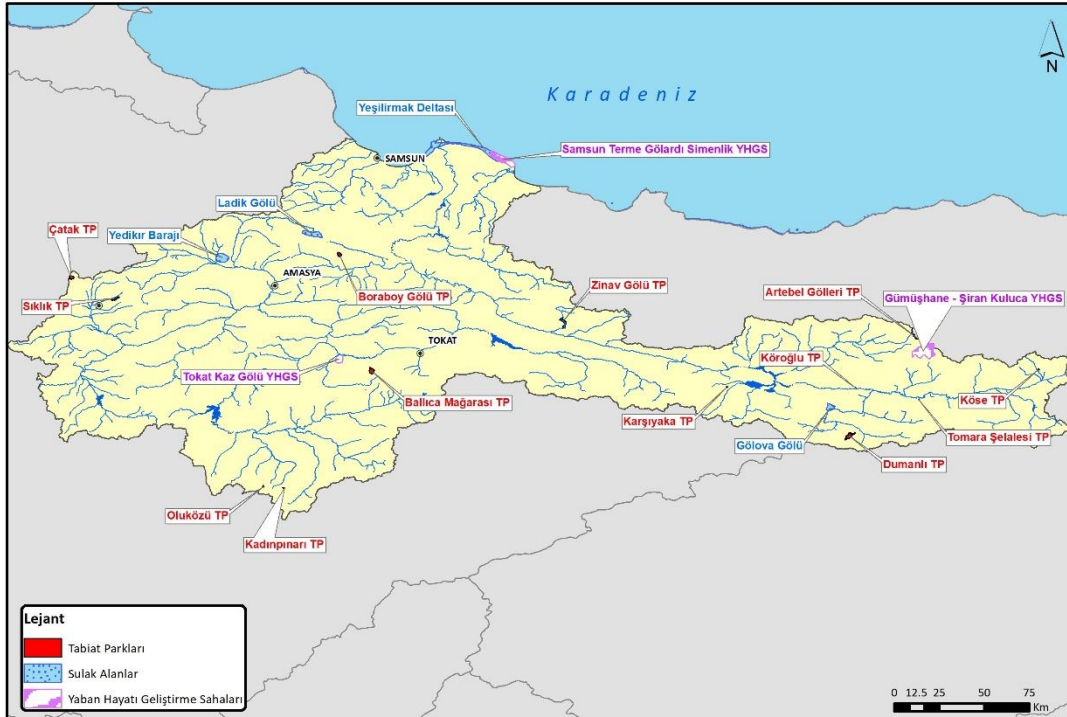 N
Karadeniz
Yeşilırmak Deltası
SAMSUN
Samsun Terme Gölardı Simenlik YHGS
Ladik Gölü
Çatak TP
Yedikır Barajı
AMASYA
Sıklık TP
Boraboy Gölü TP
Zinav Gölü TP
Artebel Gölleri TP
Gümüşhane - Şiran Kuluca YHGS
TOKAT
Köroğlu TP
Tokat Kaz Gölü YHGS
Ballıca Mağarası TP
Karşıyaka TP
Köse TP
Gölova Gölü
Tomara Şelalesi TP
Dumanlı TP
Oluközü TP
Kadınpınarı TP
Lejant
Tabiat Parkları
Sulak Alanlar
Yaban Hayatı Geliştirme Sahaları
0 12.5 25 50 75
Km